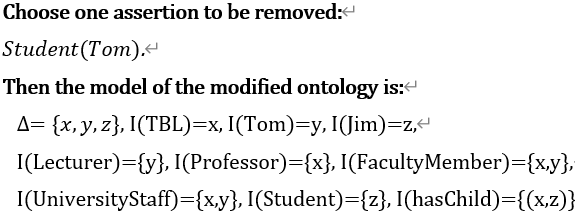 Choose one assertion to be removed:↵
Student(Tom).↵
Then the model of the modified ontology is:↵
Δ= {x, y, z}, I(TBL)=x, I(Tom)=y, I(Jim)=z,↵
I(Lecturer)={y}, I(Professor)={x}, I(FacultyMember)={x,y},
I(UniversityStaff)={x,y}, I(Student)={z}, I(hasChild)={(x,z)}